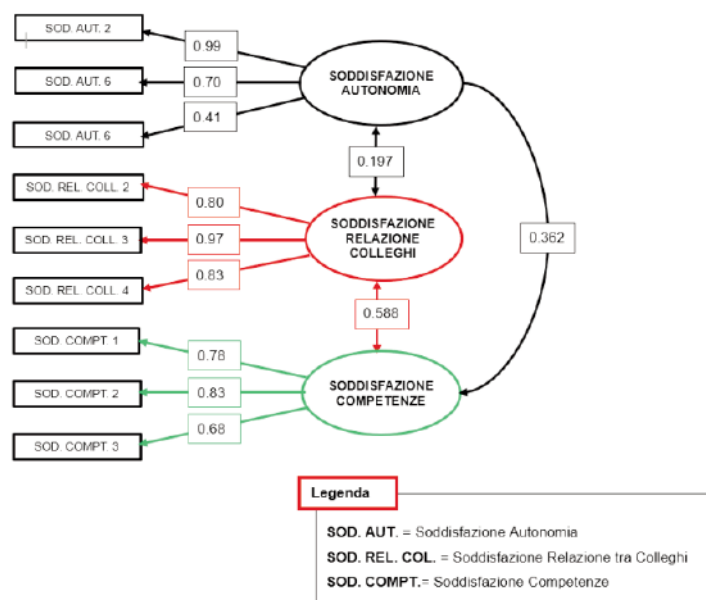 SOD. AUT. 2
0.99
SODDISFAZIONE
AUTONOMIA
SOD. AUT. 6
0.70
SOD. AUT. 6
0.41
0.197
SOD. REL. COLL. 2
0.80
SODDISFAZIONE
RELAZIONE
COLLEGHI
SOD. REL. COLL. 3
0.97
0.362
SOD. REL. COLL. 4
0.83
0.588
SOD. COMPT. 1
0.78
SODDISFAZIONE
COMPETENZE
SOD. COMPT. 2
0.83
SOD. COMPT. 3
0.68
Legenda
SOD. AUT. = Soddisfazione Autonomia
SOD. REL. COL. = Soddisfazione Relazione tra Colleghi
SOD. COMPT.= Soddisfazione Competenze